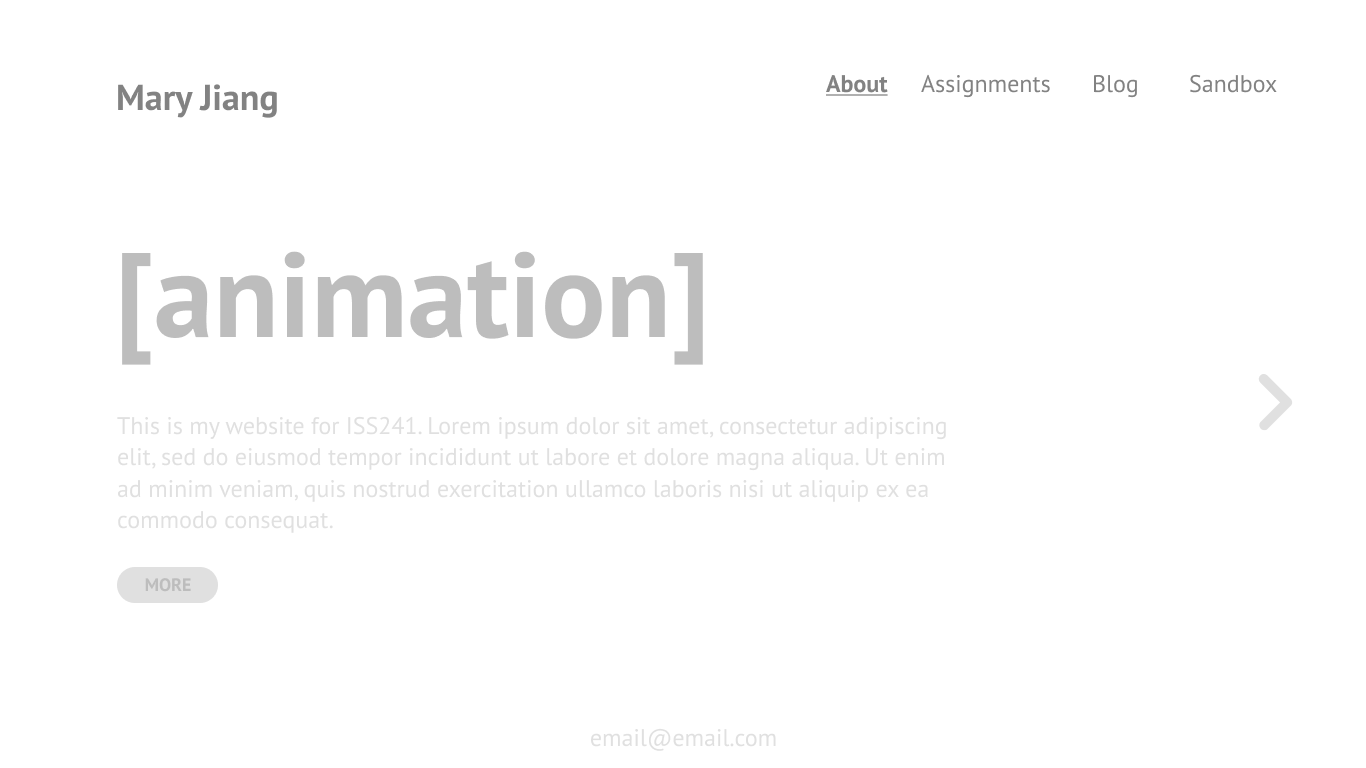 Mary Jiang
About Assignments Blog Sandbox
[animation]
This is my website for ISS241. Lorem ipsum dolor sit amet, consectetur adipiscing
elit, sed do eiusmod tempor incididunt ut labore et dolore magna aliqua. Ut enim
ad minim veniam, quis nostrud exercitation ullamco laboris nisi ut aliquip ex ea
commodo consequat.
MORE
email@email.com